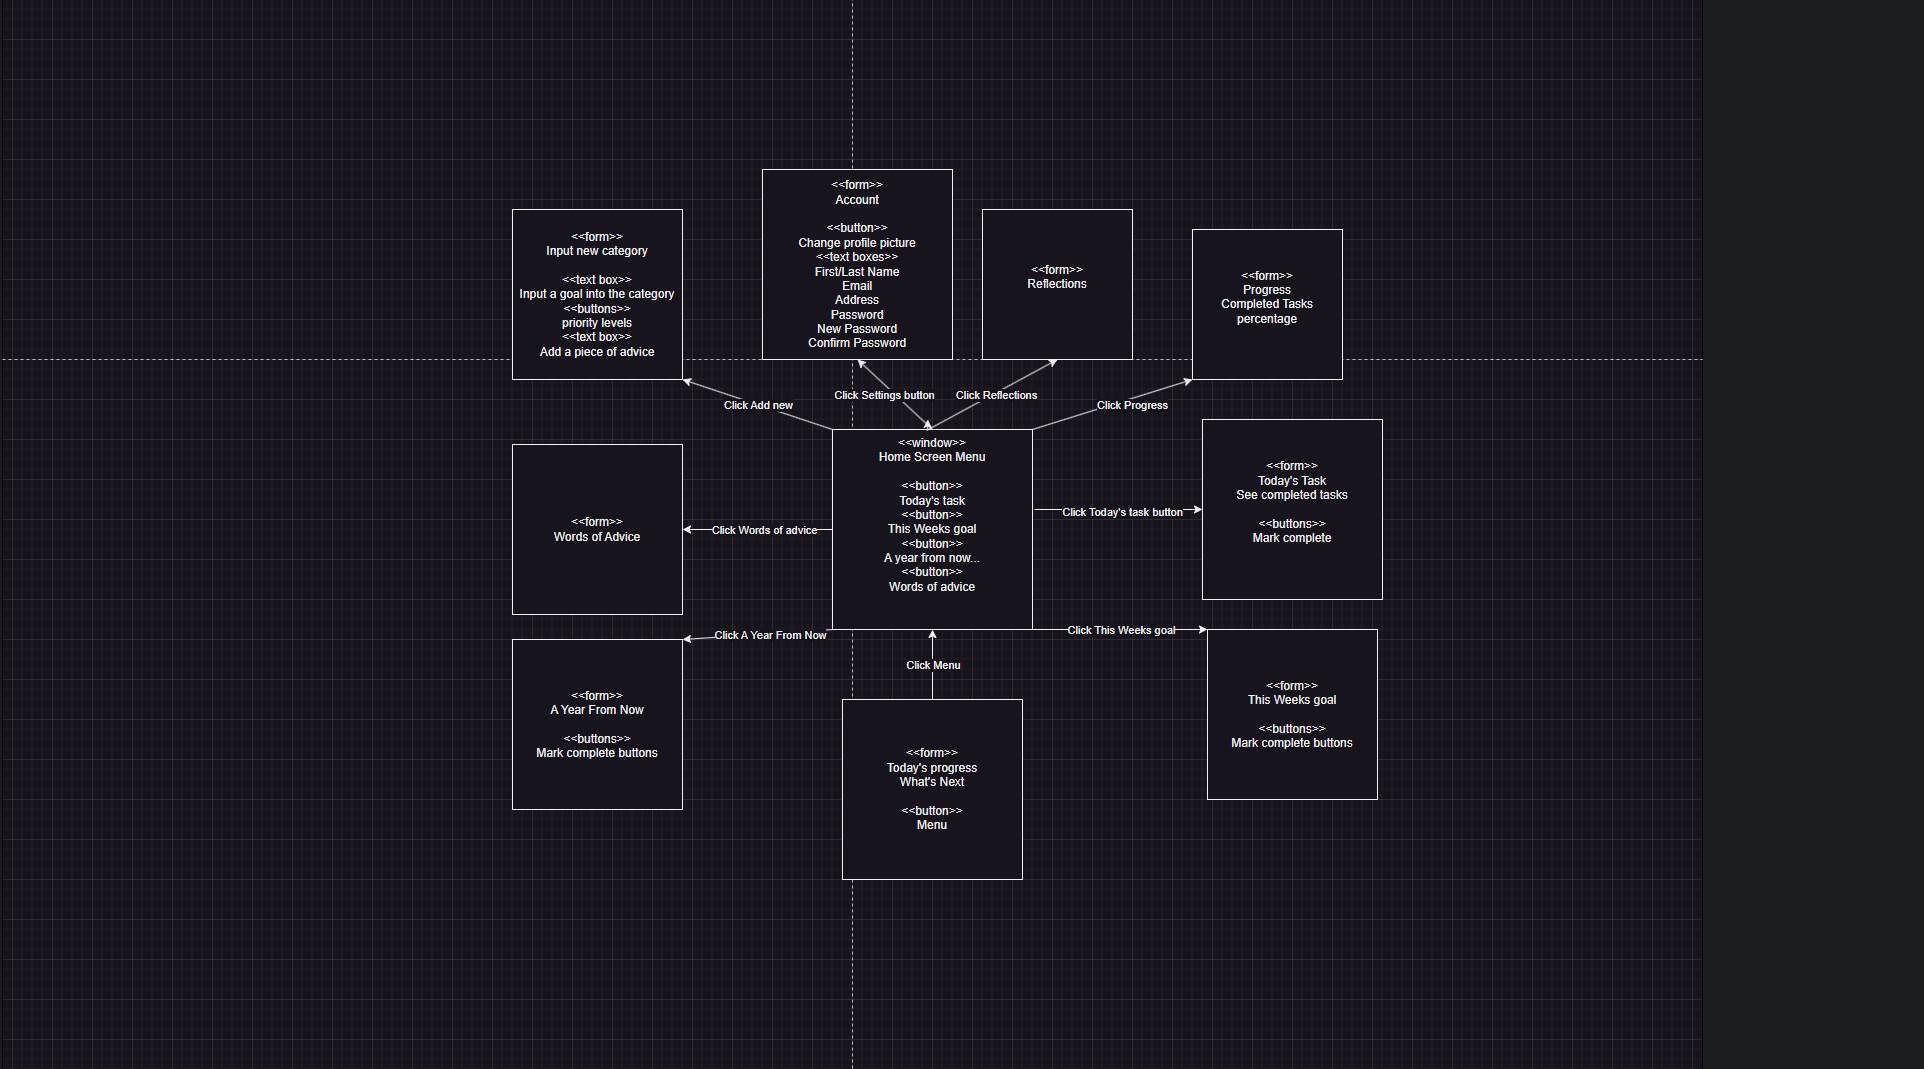 <<form>>
Account
<<button>>
Change profile picture
<<text boxes>>
First/Last Name
Email
Address
Password
New Password
Confirm Password
<<form>>
Input new category
<<text box>>
Input a goal into the category
<<buttons>>
priority levels
<<text box>>
Add a piece of advice
<<form>>
Reflections
<<form>>
Progress
Completed Tasks
percentage
Click Add new
Click Settings button
Click Reflections
Click Progress
<<window>>
Home Screen Menu
<<button>>
Today's task
<<button>>
This Weeks goal
<<button>>
A year from now...
<<button>>
Words of advice
<<form>>
Words of Advice
Click Words of advice
Click Today's task button
<<form>>
Today's Task
See completed tasks
<<buttons>>
Mark complete
Click A Year From Now
Click This Weeks goal
Click Menu
<<form>>
A Year From Now
<<buttons>>
Mark complete buttons
<<form>>
Today's progress
What's Next
<<button>>
Menu
<<form>>
This Weeks goal
<<buttons>>
Mark complete buttons